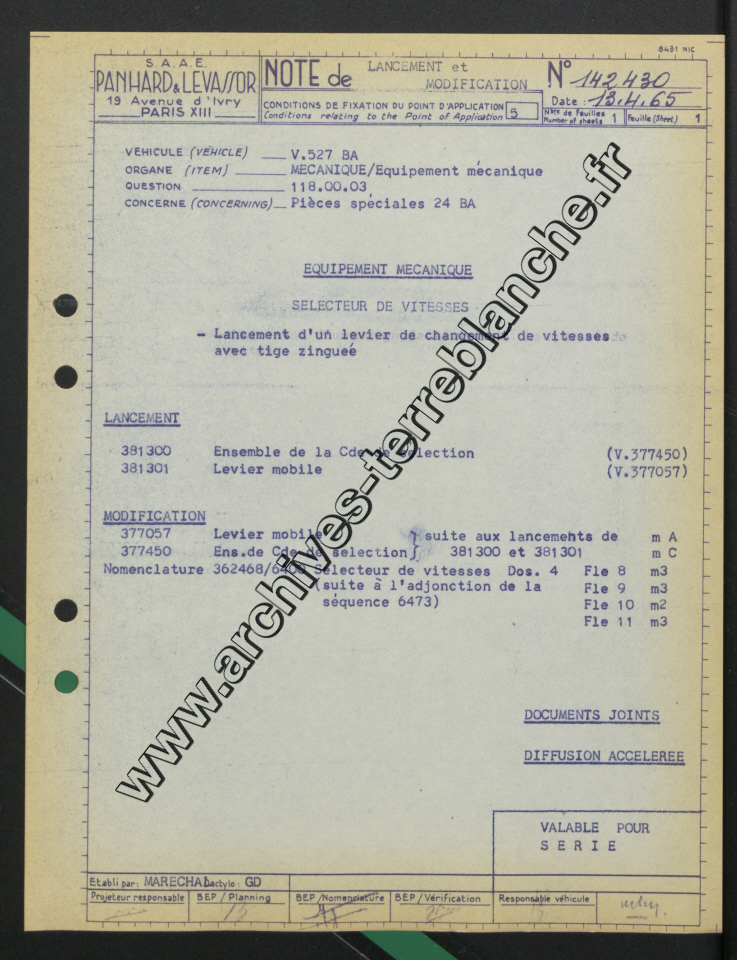 8431 MIC
S.A.A.E.
PANHARD & LEVASSOR
19 Avenue d'Ivry
PARIS XIII
NOTE de LANCEMENT et
MODIFICATION
CONDITIONS DE FIXATION DU POINT D'APPLICATION
Conditions relating to the Point of Application
5
N° 142.430
Date: 13.4.65
Nbre de Feuilles
Number of sheets 1
Feuille (Sheet) 1
VEHICULE (VEHICLE) V.527 BA
ORGANE (ITEM) MECANIQUE/Equipement mécanique
QUESTION 118.00.03
CONCERNE (CONCERNING) Pièces spéciales 24 BA
EQUIPEMENT MECANIQUE
SELECTEUR DE VITESSES
- Lancement d'un levier de changement de vitesses
avec tige zingueé
LANCEMENT
381300 Ensemble de la Cde de sélection (V.377450)
381301 Levier mobile (V.377057)
MODIFICATION
377057 Levier mobile } suite aux lancements de m A
377450 Ens.de Cde de selection } 381300 et 381301 m C
Nomenclature 362468/6400 Sélecteur de vitesses Dos. 4 Fle 8 m3
(suite à l'adjonction de la Fle 9 m3
séquence 6473) Fle 10 m2
Fle 11 m3
DOCUMENTS JOINTS
DIFFUSION ACCELEREE
VALABLE POUR
SERIE
Etabli par: MARECHAL Dactylo: GD
Projeteur responsable
BEP / Planning
BEP / Nomenclature
BEP / Vérification
Responsable véhicule
www.archives-terreblanche.fr